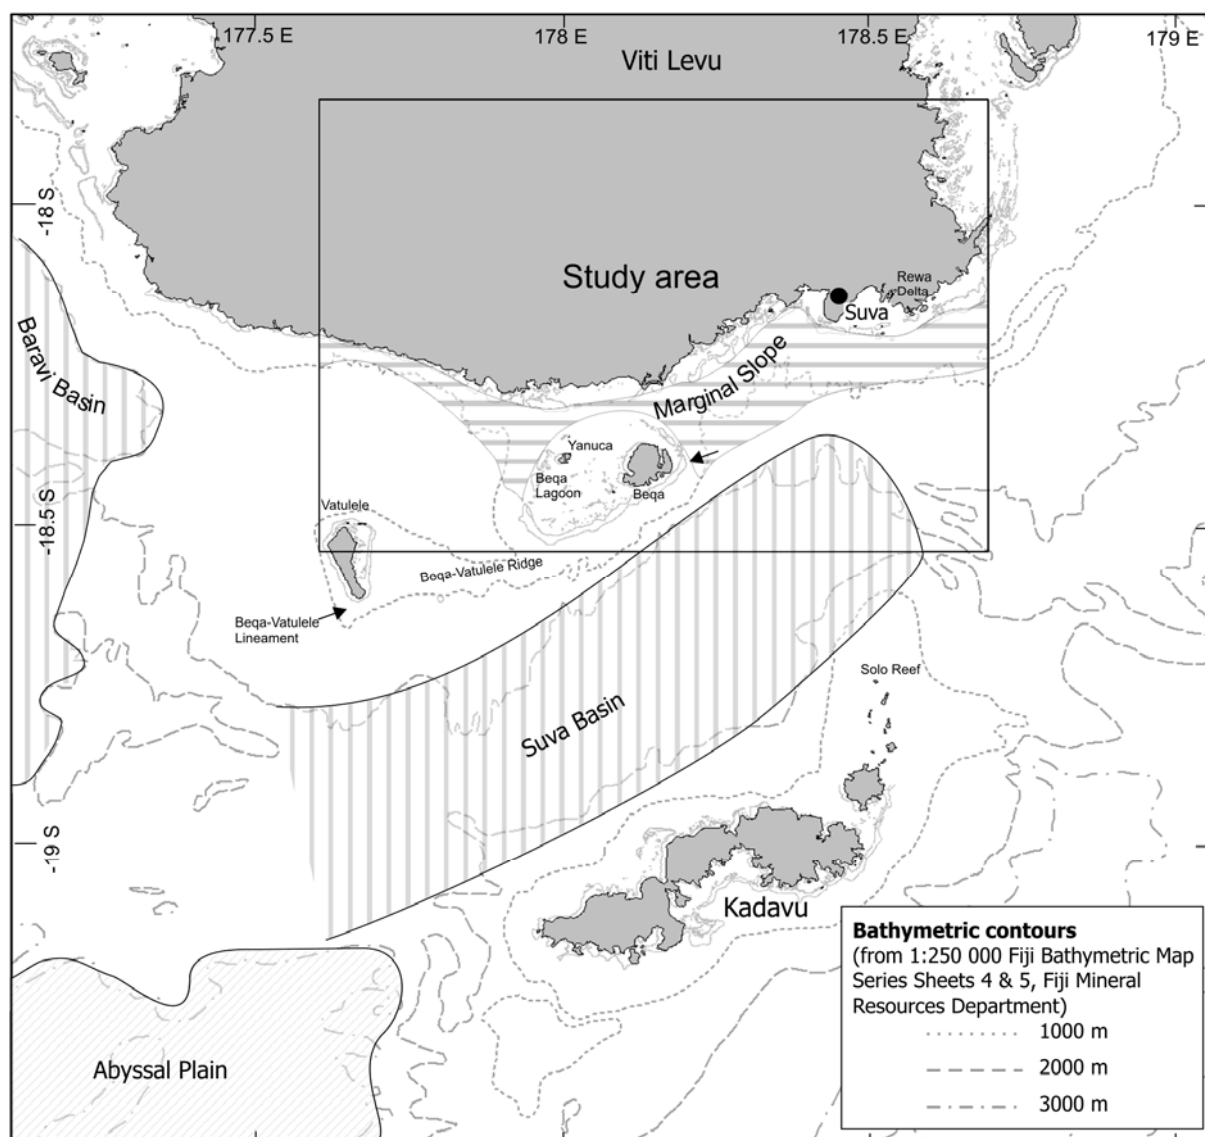 177.5 E
178 E
178.5 E
179 E
Viti Levu
-18 S
Study area
Rewa
Delta
Suva
Baravi Basin
Marginal Slope
Yanuca
Beqa
Lagoon
Beqa
-18.5 S
Vatulele
Beqa-Vatulele Ridge
Beqa-Vatulele
Lineament
Solo Reef
Suva Basin
-19 S
Kadavu
Bathymetric contours
(from 1:250 000 Fiji Bathymetric Map
Series Sheets 4 & 5, Fiji Mineral
Resources Department)
1000 m
2000 m
3000 m
Abyssal Plain